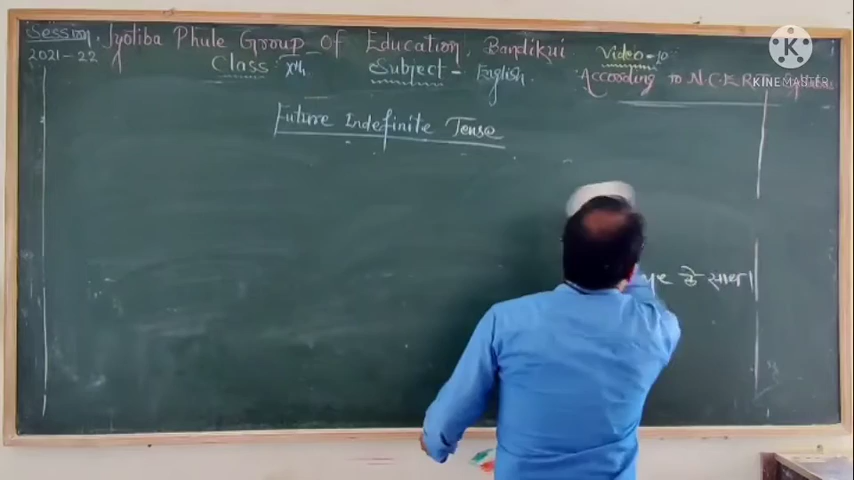 Session. Jyotiba Phule Group Of Education, Bandikui Video-10
2021-22 Class : Xth Subject - English. According to N.C.E.R.T
Future Indefinite Tense
के साथ।
K
KINEMASTER